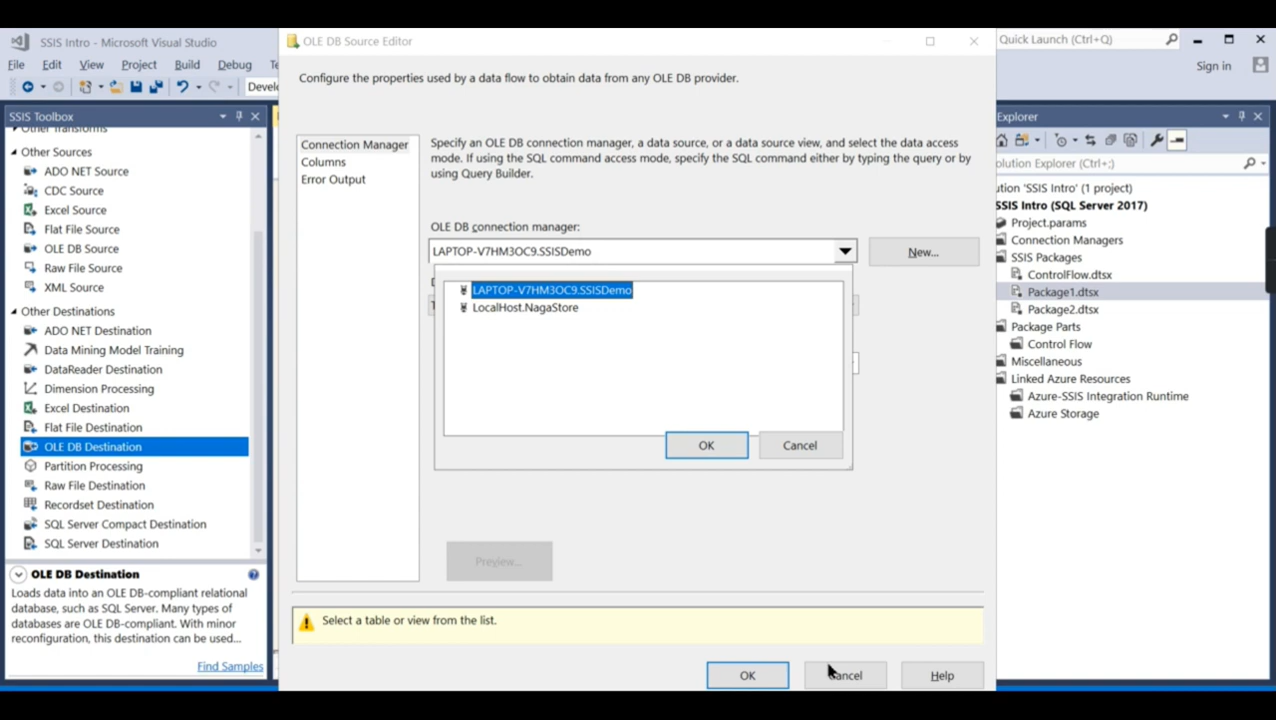 SSIS Intro - Microsoft Visual Studio
File Edit View Project Build Debug
Develo
SSIS Toolbox
Other Transforms
Other Sources
ADO NET Source
CDC Source
Excel Source
Flat File Source
OLE DB Source
Raw File Source
XML Source
Other Destinations
ADO NET Destination
Data Mining Model Training
DataReader Destination
Dimension Processing
Excel Destination
Flat File Destination
OLE DB Destination
Partition Processing
Raw File Destination
Recordset Destination
SQL Server Compact Destination
SQL Server Destination
OLE DB Destination
Loads data into an OLE DB-compliant relational
database, such as SQL Server. Many types of
databases are OLE DB-compliant. With minor
reconfiguration, this destination can be used...
Find Samples
OLE DB Source Editor
Configure the properties used by a data flow to obtain data from any OLE DB provider.
Connection Manager
Columns
Error Output
Specify an OLE DB connection manager, a data source, or a data source view, and select the data access
mode. If using the SQL command access mode, specify the SQL command either by typing the query or by
using Query Builder.
OLE DB connection manager:
LAPTOP-V7HM3OC9.SSISDemo
New...
LAPTOP-V7HM3OC9.SSISDemo
LocalHost.NagaStore
OK Cancel
Preview...
Select a table or view from the list.
OK Cancel Help
Quick Launch (Ctrl+Q)
Sign in
Explorer
olution Explorer (Ctrl+;)
ution 'SSIS Intro' (1 project)
SSIS Intro (SQL Server 2017)
Project.params
Connection Managers
SSIS Packages
ControlFlow.dtsx
Package1.dtsx
Package2.dtsx
Package Parts
Control Flow
Miscellaneous
Linked Azure Resources
Azure-SSIS Integration Runtime
Azure Storage